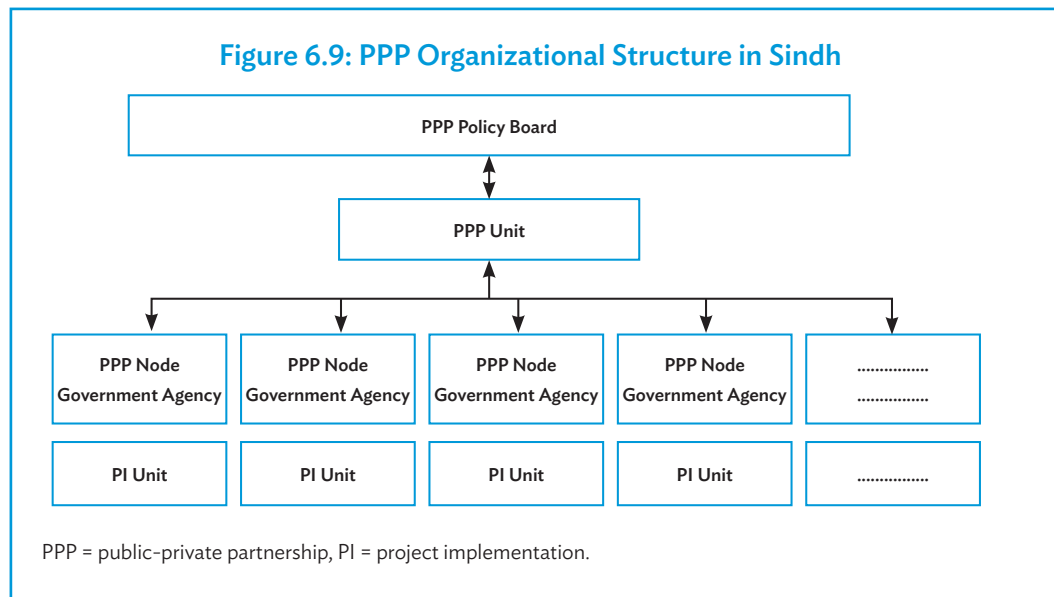 Figure 6.9: PPP Organizational Structure in Sindh
PPP Policy Board
PPP Unit
PPP Node
Government Agency
PPP Node
Government Agency
PPP Node
Government Agency
PPP Node
Government Agency
................
................
PI Unit
PI Unit
PI Unit
PI Unit
................
PPP = public-private partnership, PI = project implementation.